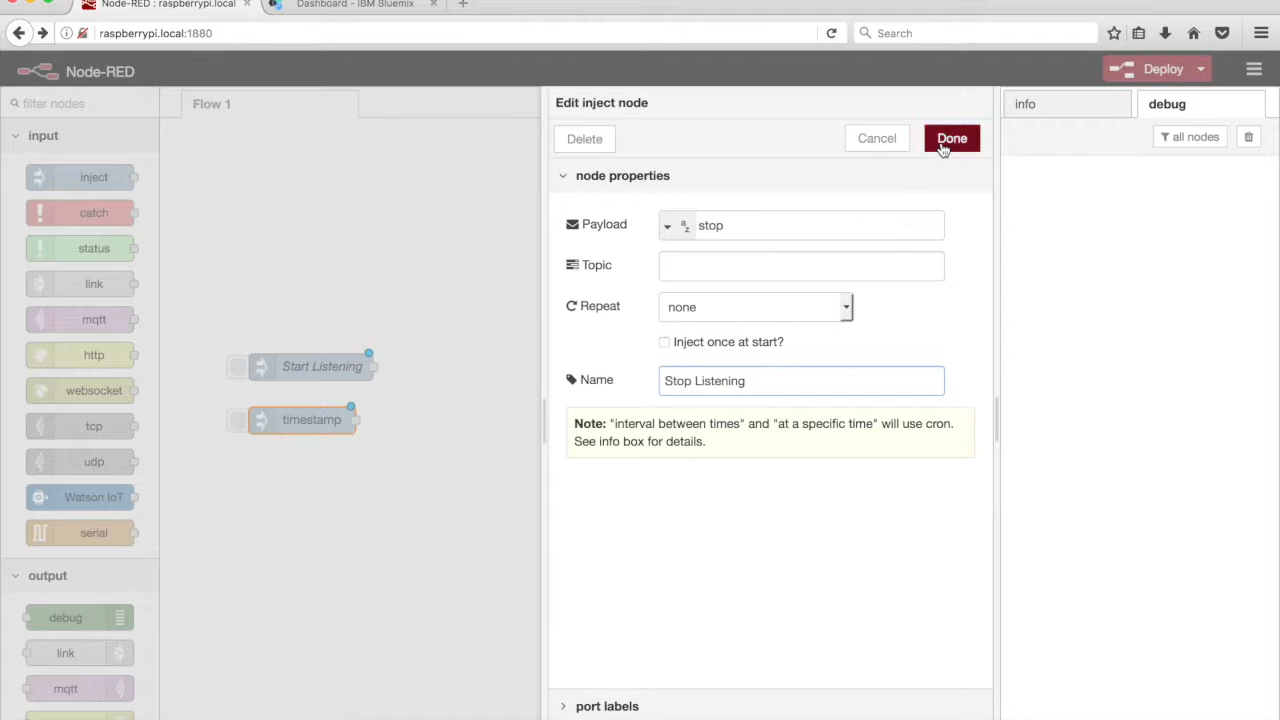 Node-RED : raspberrypi.local
Dashboard - IBM Bluemix
raspberrypi.local:1880
Search
Node-RED
Deploy
filter nodes
Flow 1
input
inject
catch
status
link
mqtt
http
websocket
tcp
udp
Watson IoT
serial
output
debug
link
mqtt
Start Listening
timestamp
Edit inject node
Delete
Cancel
Done
node properties
Payload
az
stop
Topic
Repeat
none
Inject once at start?
Name
Stop Listening
Note: "interval between times" and "at a specific time" will use cron.
See info box for details.
port labels
info
debug
all nodes